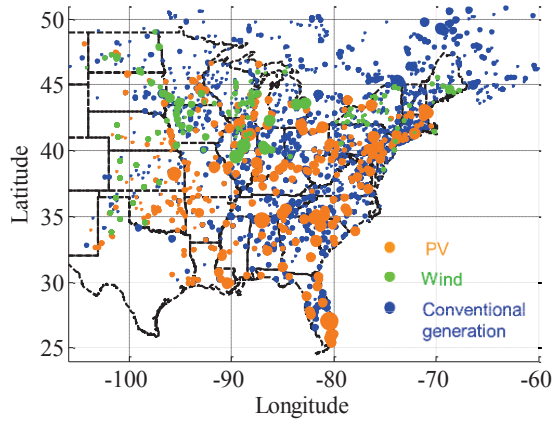 50
45
40
35
30
25
Latitude
PV
Wind
Conventional
generation
-100
-90
-80
-70
-60
Longitude